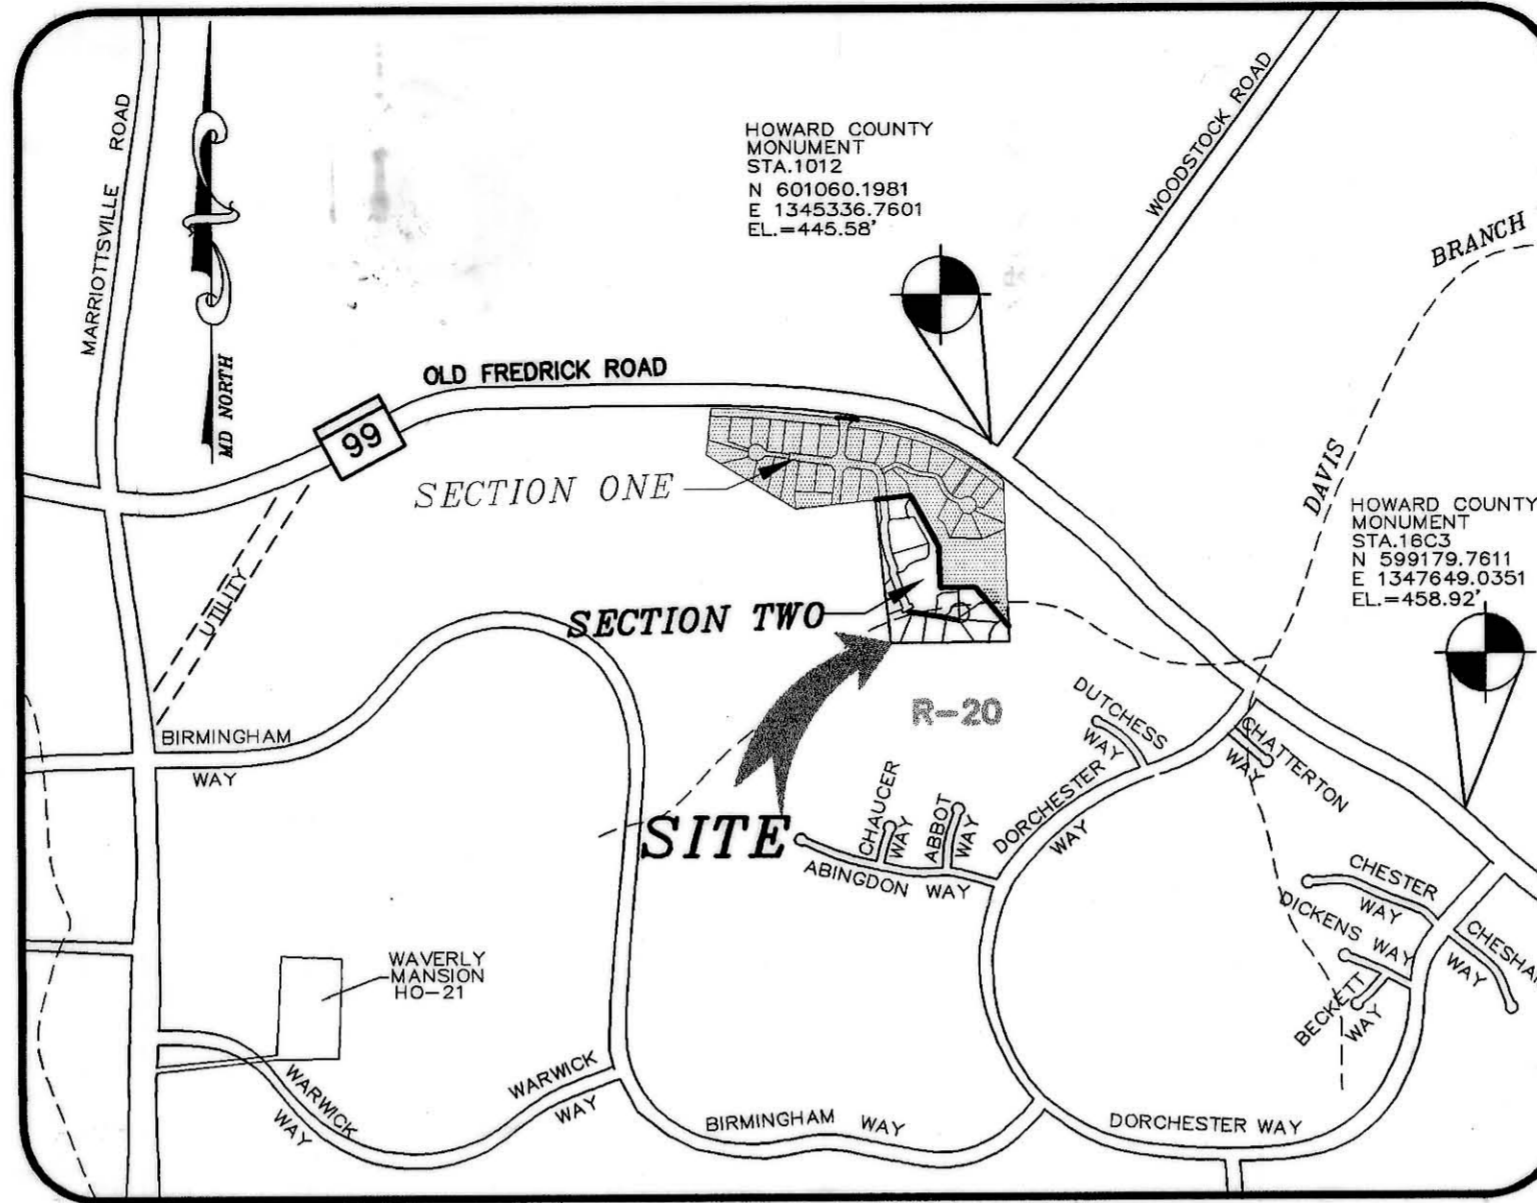 MARRIOTTSVILLE ROAD
MD NORTH
HOWARD COUNTY
MONUMENT
STA.1012
N 601060.1981
E 1345336.7601
EL.=445.58'
WOODSTOCK ROAD
DAVIS BRANCH
OLD FREDRICK ROAD
99
SECTION ONE
HOWARD COUNTY
MONUMENT
STA.16C3
N 599179.7611
E 1347649.0351
EL.=458.92'
UTILITY
SECTION TWO
R-20
BIRMINGHAM
WAY
SITE
DUTCHESS
WAY
CHATTERTON
WAY
CHAUCER
WAY
ABBOT
WAY
DORCHESTER
WAY
ABINGDON WAY
CHESTER
WAY
DICKENS WAY
CHESHAM
WAY
BECKETT
WAY
WAVERLY
MANSION
HO-21
WARWICK
WAY
WARWICK
WAY
BIRMINGHAM WAY
DORCHESTER WAY